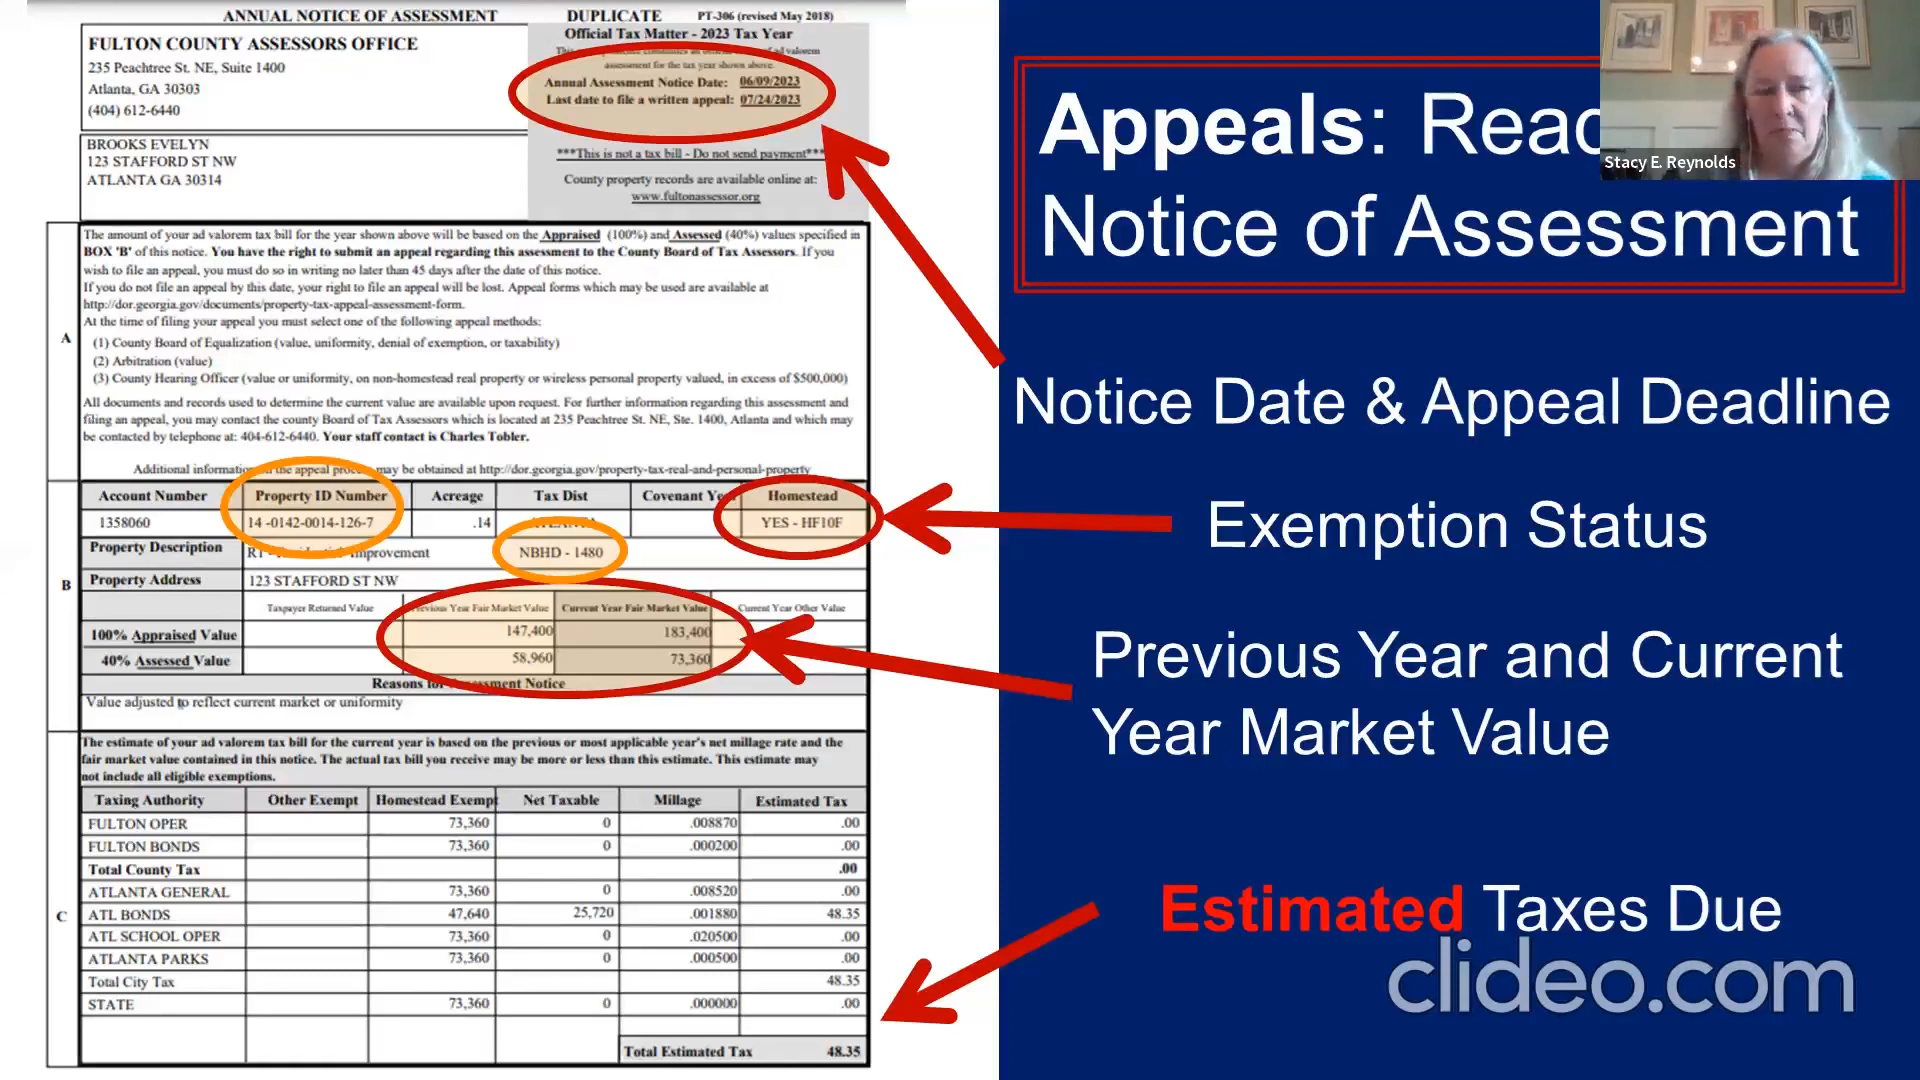 ANNUAL NOTICE OF ASSESSMENT
DUPLICATE PT-306 (revised May 2018)
FULTON COUNTY ASSESSORS OFFICE
235 Peachtree St. NE, Suite 1400
Atlanta, GA 30303
(404) 612-6440
BROOKS EVELYN
123 STAFFORD ST NW
ATLANTA GA 30314
Official Tax Matter - 2023 Tax Year
ad valorem
assessment for the tax year shown above.
Annual Assessment Notice Date: 06/09/2023
Last date to file a written appeal: 07/24/2023
***This is not a tax bill - Do not send payment***
County property records are available online at:
www.fultonassessor.org
A
The amount of your ad valorem tax bill for the year shown above will be based on the Appraised (100%) and Assessed (40%) values specified in
BOX 'B' of this notice. You have the right to submit an appeal regarding this assessment to the County Board of Tax Assessors. If you
wish to file an appeal, you must do so in writing no later than 45 days after the date of this notice.
If you do not file an appeal by this date, your right to file an appeal will be lost. Appeal forms which may be used are available at
http://dor.georgia.gov/documents/property-tax-appeal-assessment-form.
At the time of filing your appeal you must select one of the following appeal methods:
(1) County Board of Equalization (value, uniformity, denial of exemption, or taxability)
(2) Arbitration (value)
(3) County Hearing Officer (value or uniformity, on non-homestead real property or wireless personal property valued, in excess of $500,000)
All documents and records used to determine the current value are available upon request. For further information regarding this assessment and
filing an appeal, you may contact the county Board of Tax Assessors which is located at 235 Peachtree St. NE, Ste. 1400, Atlanta and which may
be contacted by telephone at: 404-612-6440. Your staff contact is Charles Tobler.
Additional information the appeal process may be obtained at http://dor.georgia.gov/property-tax-real-and-personal-property
B
Account Number Property ID Number Acreage Tax Dist Covenant Ye Homestead
1358060 14 -0142-0014-126-7 .14 YES - HF10F
Property Description Improvement NBHD - 1480
Property Address 123 STAFFORD ST NW
Taxpayer Returned Value Previous Year Fair Market Value Current Year Fair Market Value Current Year Other Value
100% Appraised Value 147,400 183,400
40% Assessed Value 58,960 73,360
Reasons for Assessment Notice
Value adjusted to reflect current market or uniformity
C
The estimate of your ad valorem tax bill for the current year is based on the previous or most applicable year's net millage rate and the
fair market value contained in this notice. The actual tax bill you receive may be more or less than this estimate. This estimate may
not include all eligible exemptions.
Taxing Authority Other Exempt Homestead Exempt Net Taxable Millage Estimated Tax
FULTON OPER 73,360 0 .008870 .00
FULTON BONDS 73,360 0 .000200 .00
Total County Tax .00
ATLANTA GENERAL 73,360 0 .008520 .00
ATL BONDS 47,640 25,720 .001880 48.35
ATL SCHOOL OPER 73,360 0 .020500 .00
ATLANTA PARKS 73,360 0 .000500 .00
Total City Tax 48.35
STATE 73,360 0 .000000 .00
Total Estimated Tax 48.35
Appeals: Reac
Notice of Assessment
Stacy E. Reynolds
Notice Date & Appeal Deadline
Exemption Status
Previous Year and Current
Year Market Value
Estimated Taxes Due
clideo.com